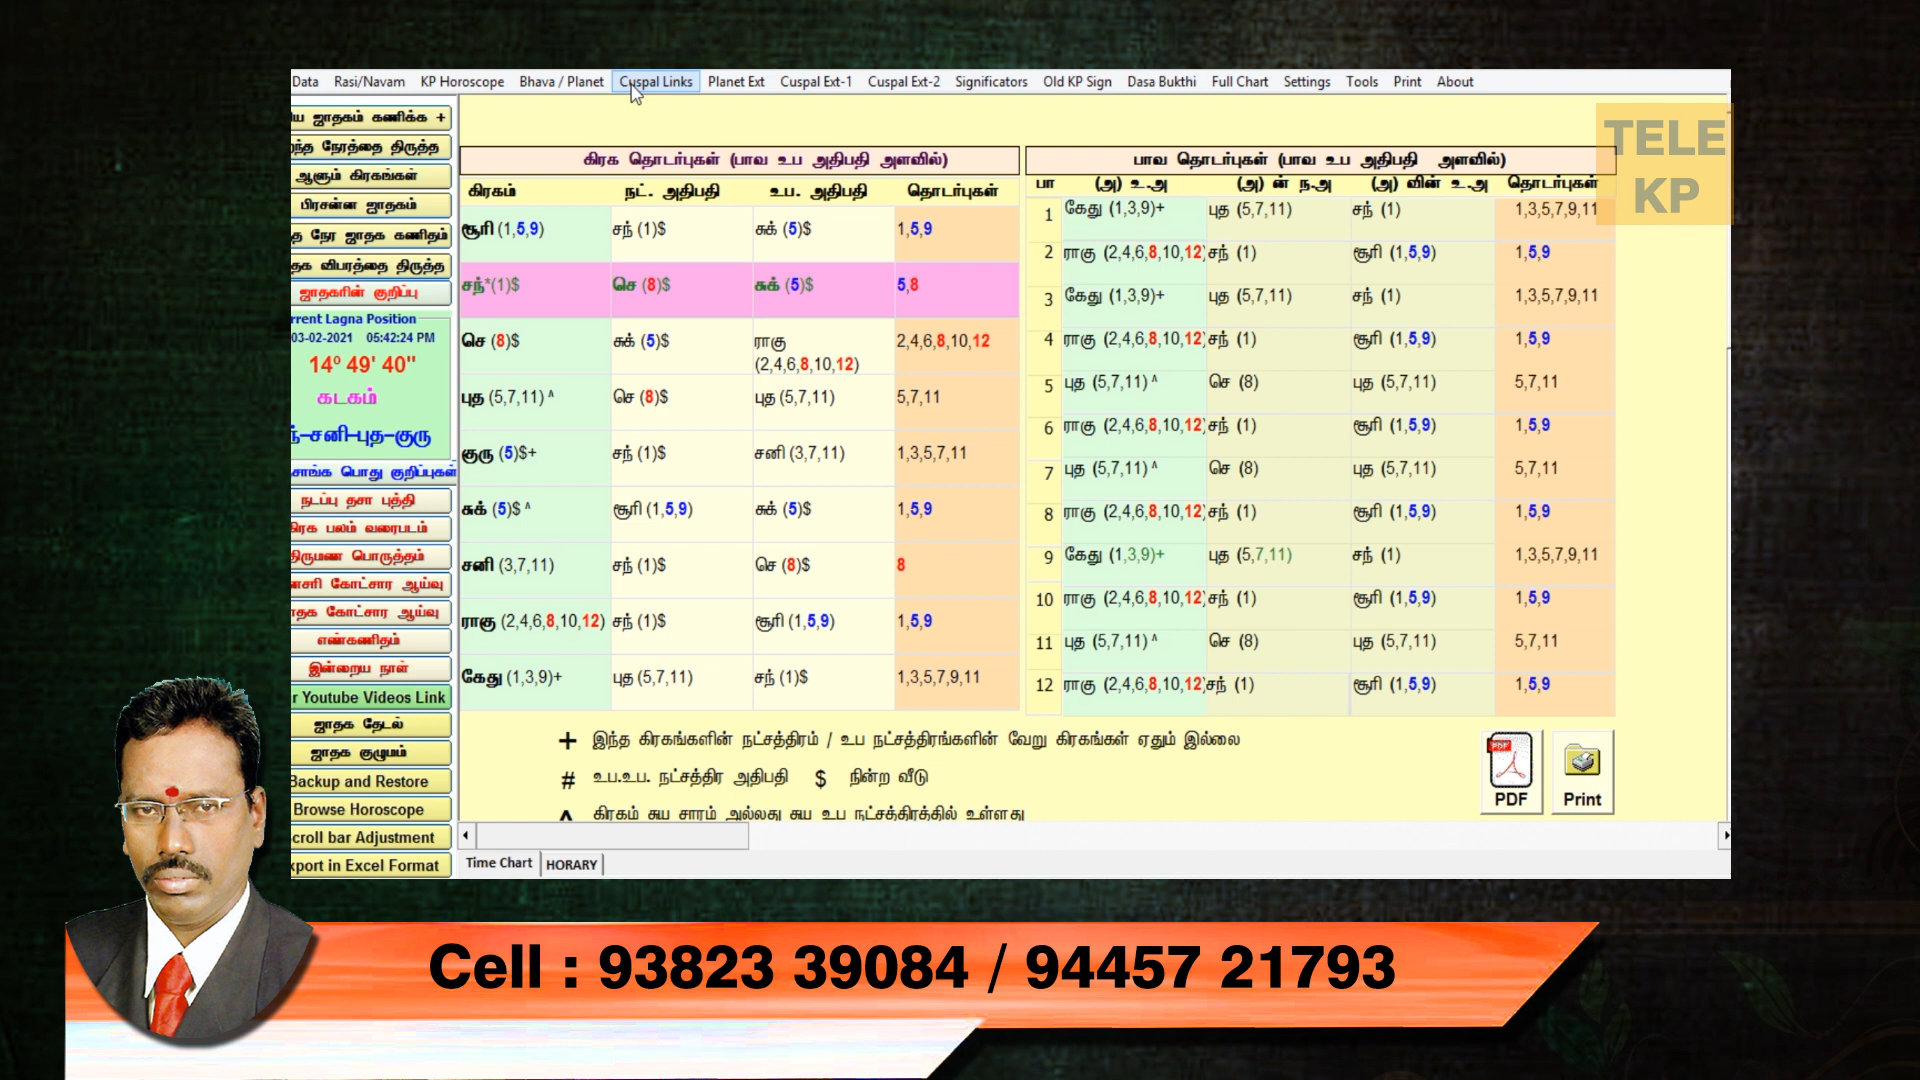 Data Rasi/Navam KP Horoscope Bhava / Planet Cuspal Links Planet Ext Cuspal Ext-1 Cuspal Ext-2 Significators Old KP Sign Dasa Bukthi Full Chart Settings Tools Print About
TELE
KP
ய ஜாதகம் கணிக்க +
நேரத்தை திருத்த
ஆளும் கிரகங்கள்
பிரசன்ன ஜாதகம்
நேர ஜாதக கணிதம்
விபரத்தை திருத்த
ஜாதகரின் குறிப்பு
rrent Lagna Position
03-02-2021 05:42:24 PM
14º 49' 40"
கடகம்
சனி–புத–குரு
பொது குறிப்புகள்
நடப்பு தசா புத்தி
கிரக பலம் வரைபடம்
திருமண பொருத்தம்
கோட்சார ஆய்வு
கோட்சார ஆய்வு
எண்கணிதம்
இன்றைய நாள்
r Youtube Videos Link
ஜாதக தேடல்
ஜாதக குழுமம்
Backup and Restore
Browse Horoscope
croll bar Adjustment
xport in Excel Format
கிரக தொடர்புகள் (பாவ உப அதிபதி அளவில்)
கிரகம் நட். அதிபதி உப. அதிபதி தொடர்புகள்
சூரி (1,5,9) சந் (1)$ சுக் (5)$ 1,5,9
சந்*(1)$ செ (8)$ சுக் (5)$ 5,8
செ (8)$ சுக் (5)$ ராகு (2,4,6,8,10,12) 2,4,6,8,10,12
புத (5,7,11) ^ செ (8)$ புத (5,7,11) 5,7,11
குரு (5)$+ சந் (1)$ சனி (3,7,11) 1,3,5,7,11
சுக் (5)$ ^ சூரி (1,5,9) சுக் (5)$ 1,5,9
சனி (3,7,11) சந் (1)$ செ (8)$ 8
ராகு (2,4,6,8,10,12) சந் (1)$ சூரி (1,5,9) 1,5,9
கேது (1,3,9)+ புத (5,7,11) சந் (1)$ 1,3,5,7,9,11
பாவ தொடர்புகள் (பாவ உப அதிபதி அளவில்)
பா (அ) உ.அ (அ) ன் ந.அ (அ) வின் உ.அ தொடர்புகள்
1 கேது (1,3,9)+ புத (5,7,11) சந் (1) 1,3,5,7,9,11
2 ராகு (2,4,6,8,10,12) சந் (1) சூரி (1,5,9) 1,5,9
3 கேது (1,3,9)+ புத (5,7,11) சந் (1) 1,3,5,7,9,11
4 ராகு (2,4,6,8,10,12) சந் (1) சூரி (1,5,9) 1,5,9
5 புத (5,7,11) ^ செ (8) புத (5,7,11) 5,7,11
6 ராகு (2,4,6,8,10,12) சந் (1) சூரி (1,5,9) 1,5,9
7 புத (5,7,11) ^ செ (8) புத (5,7,11) 5,7,11
8 ராகு (2,4,6,8,10,12) சந் (1) சூரி (1,5,9) 1,5,9
9 கேது (1,3,9)+ புத (5,7,11) சந் (1) 1,3,5,7,9,11
10 ராகு (2,4,6,8,10,12) சந் (1) சூரி (1,5,9) 1,5,9
11 புத (5,7,11) ^ செ (8) புத (5,7,11) 5,7,11
12 ராகு (2,4,6,8,10,12) சந் (1) சூரி (1,5,9) 1,5,9
+ இந்த கிரகங்களின் நட்சத்திரம் / உப நட்சத்திரங்களின் வேறு கிரகங்கள் ஏதும் இல்லை
# உப.உப. நட்சத்திர அதிபதி $ நின்ற வீடு
^ கிரகம் சுய சாரம் அல்லது சுய உப நட்சத்திரத்தில் உள்ளது
PDF Print
Time Chart HORARY
Cell : 93823 39084 / 94457 21793